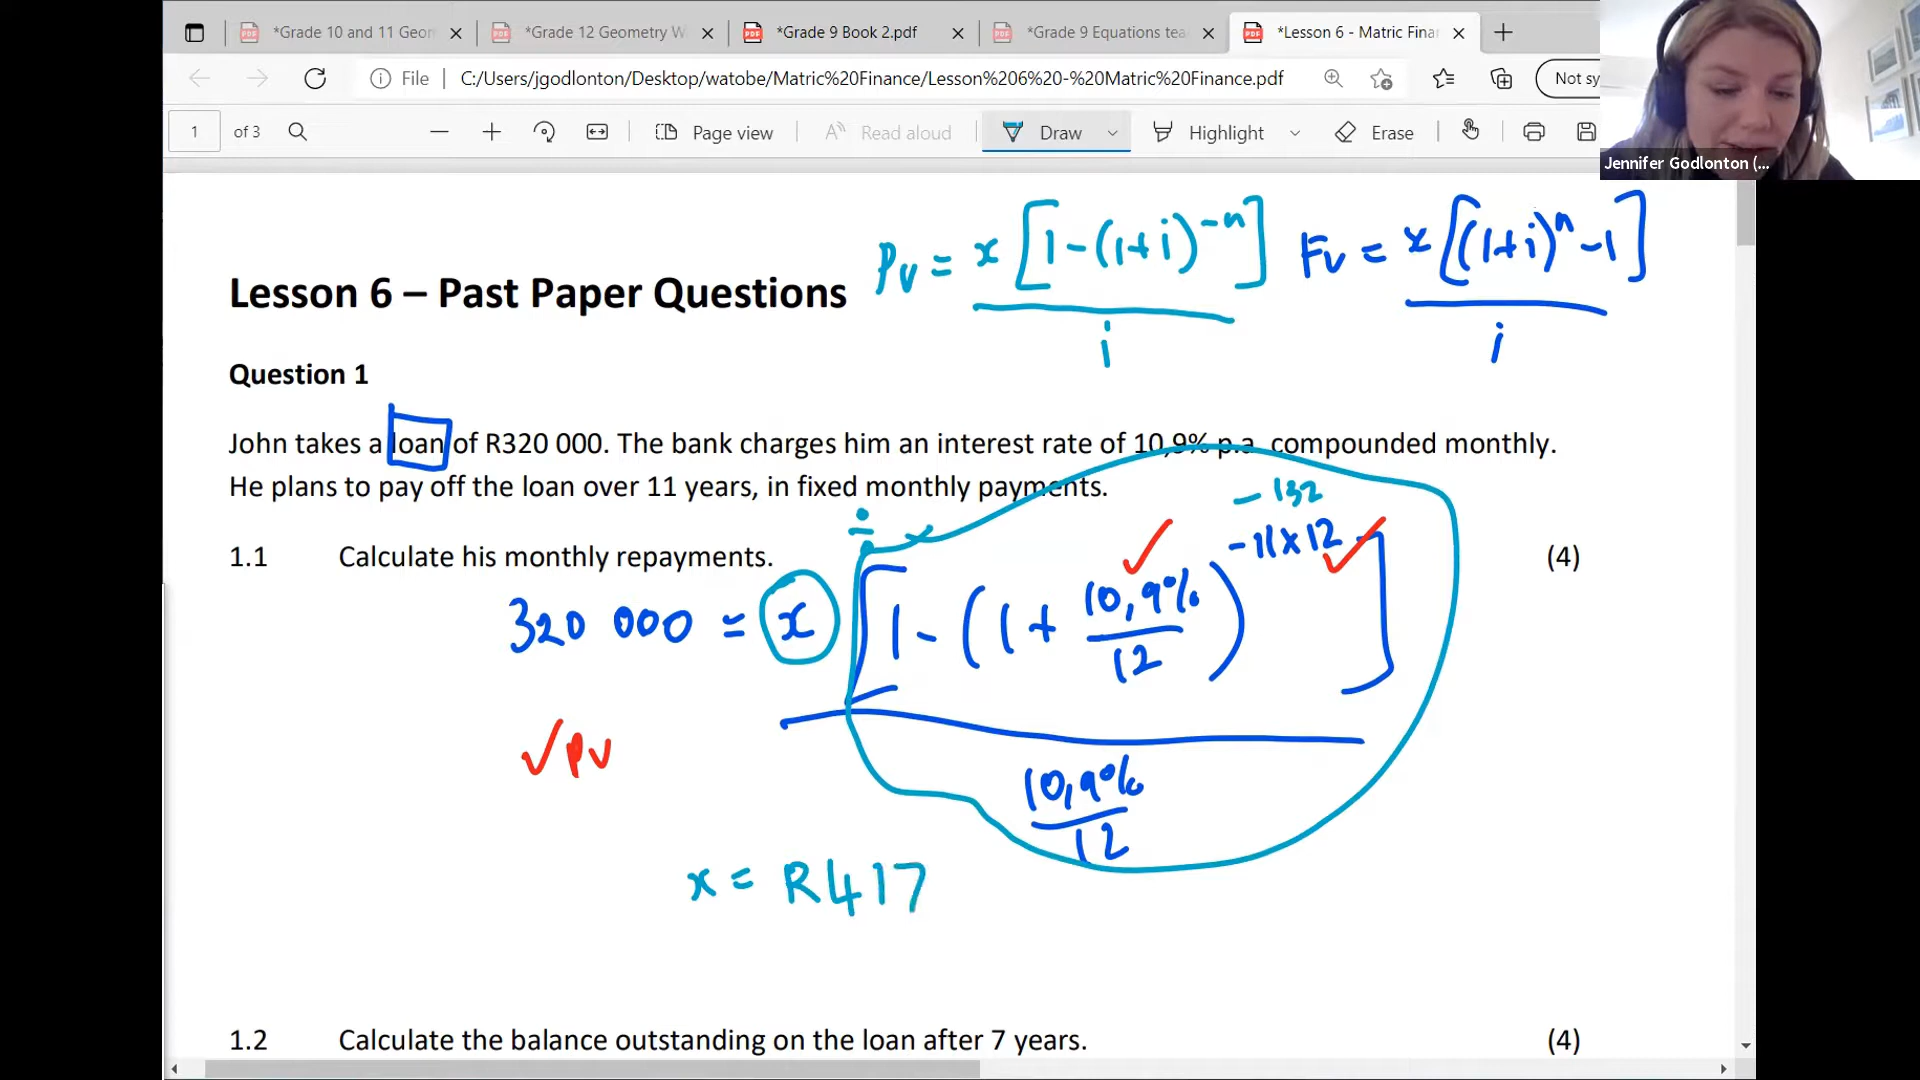 *Grade 10 and 11 Geom
*Grade 12 Geometry W
*Grade 9 Book 2.pdf
*Grade 9 Equations tea
*Lesson 6 - Matric Fina
File
C:/Users/jgodlonton/Desktop/watobe/Matric%20Finance/Lesson%206%20-%20Matric%20Finance.pdf
Not sy
1 of 3
Page view
Read aloud
Draw
Highlight
Erase
Jennifer Godlonton (...
Pv = x[1-(1+i)^-n] / i
Fv = x[(1+i)^n -1] / i
Lesson 6 – Past Paper Questions
Question 1
John takes a loan of R320 000. The bank charges him an interest rate of 10,9% p.a. compounded monthly.
He plans to pay off the loan over 11 years, in fixed monthly payments.
1.1 Calculate his monthly repayments. (4)
÷
-132
320 000 = x [1-(1+ 10,9%/12)^-11x12] / 10,9%/12
✓ Pv
x = R417
1.2 Calculate the balance outstanding on the loan after 7 years. (4)